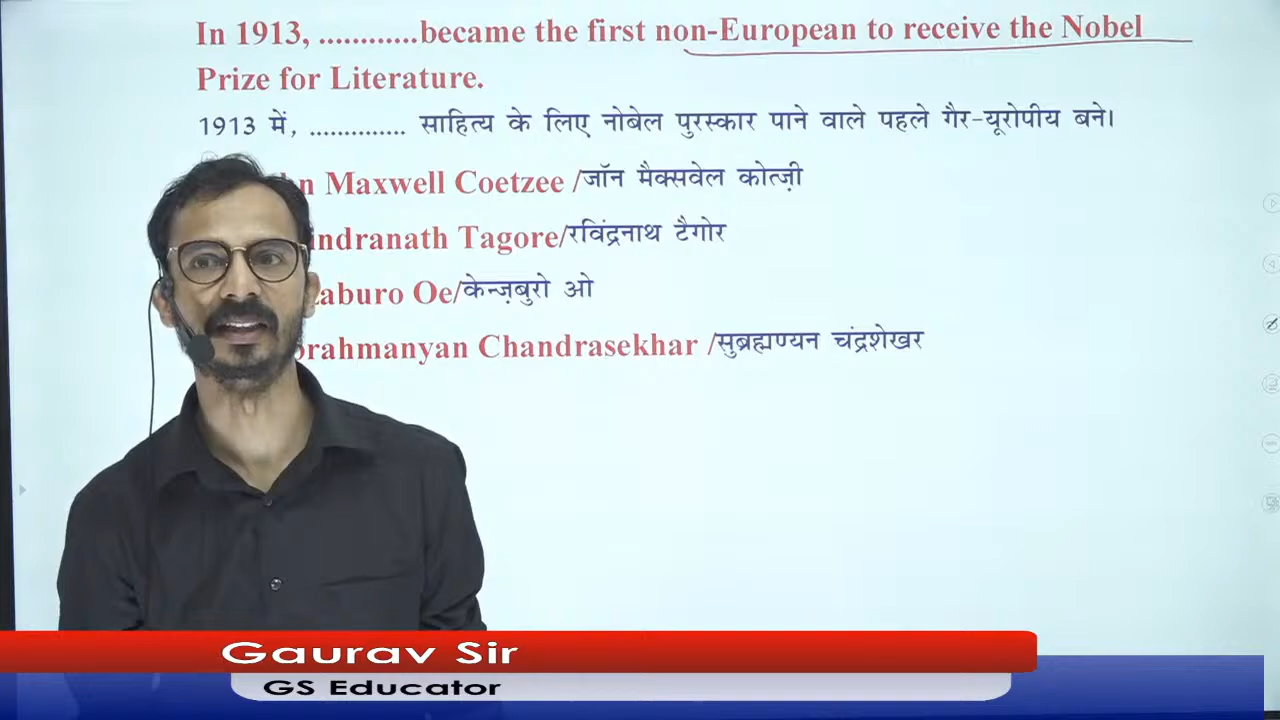 In 1913, ............became the first non-European to receive the Nobel
Prize for Literature.
1913 में, .............. साहित्य के लिए नोबेल पुरस्कार पाने वाले पहले गैर-यूरोपीय बने।
Maxwell Coetzee /जॉन मैक्सवेल कोत्ज़ी
Tagore/रविंद्रनाथ टैगोर
Oe/केन्ज़बुरो ओ
Chandrasekhar /सुब्रह्मण्यन चंद्रशेखर
Gaurav Sir
GS Educator